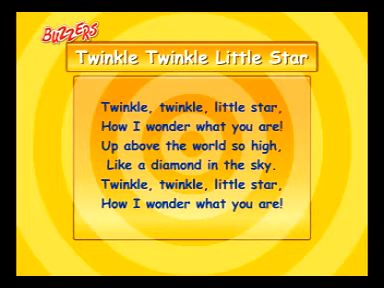 BUZZERS
Twinkle Twinkle Little Star
Twinkle, twinkle, little star,
How I wonder what you are!
Up above the world so high,
Like a diamond in the sky.
Twinkle, twinkle, little star,
How I wonder what you are!